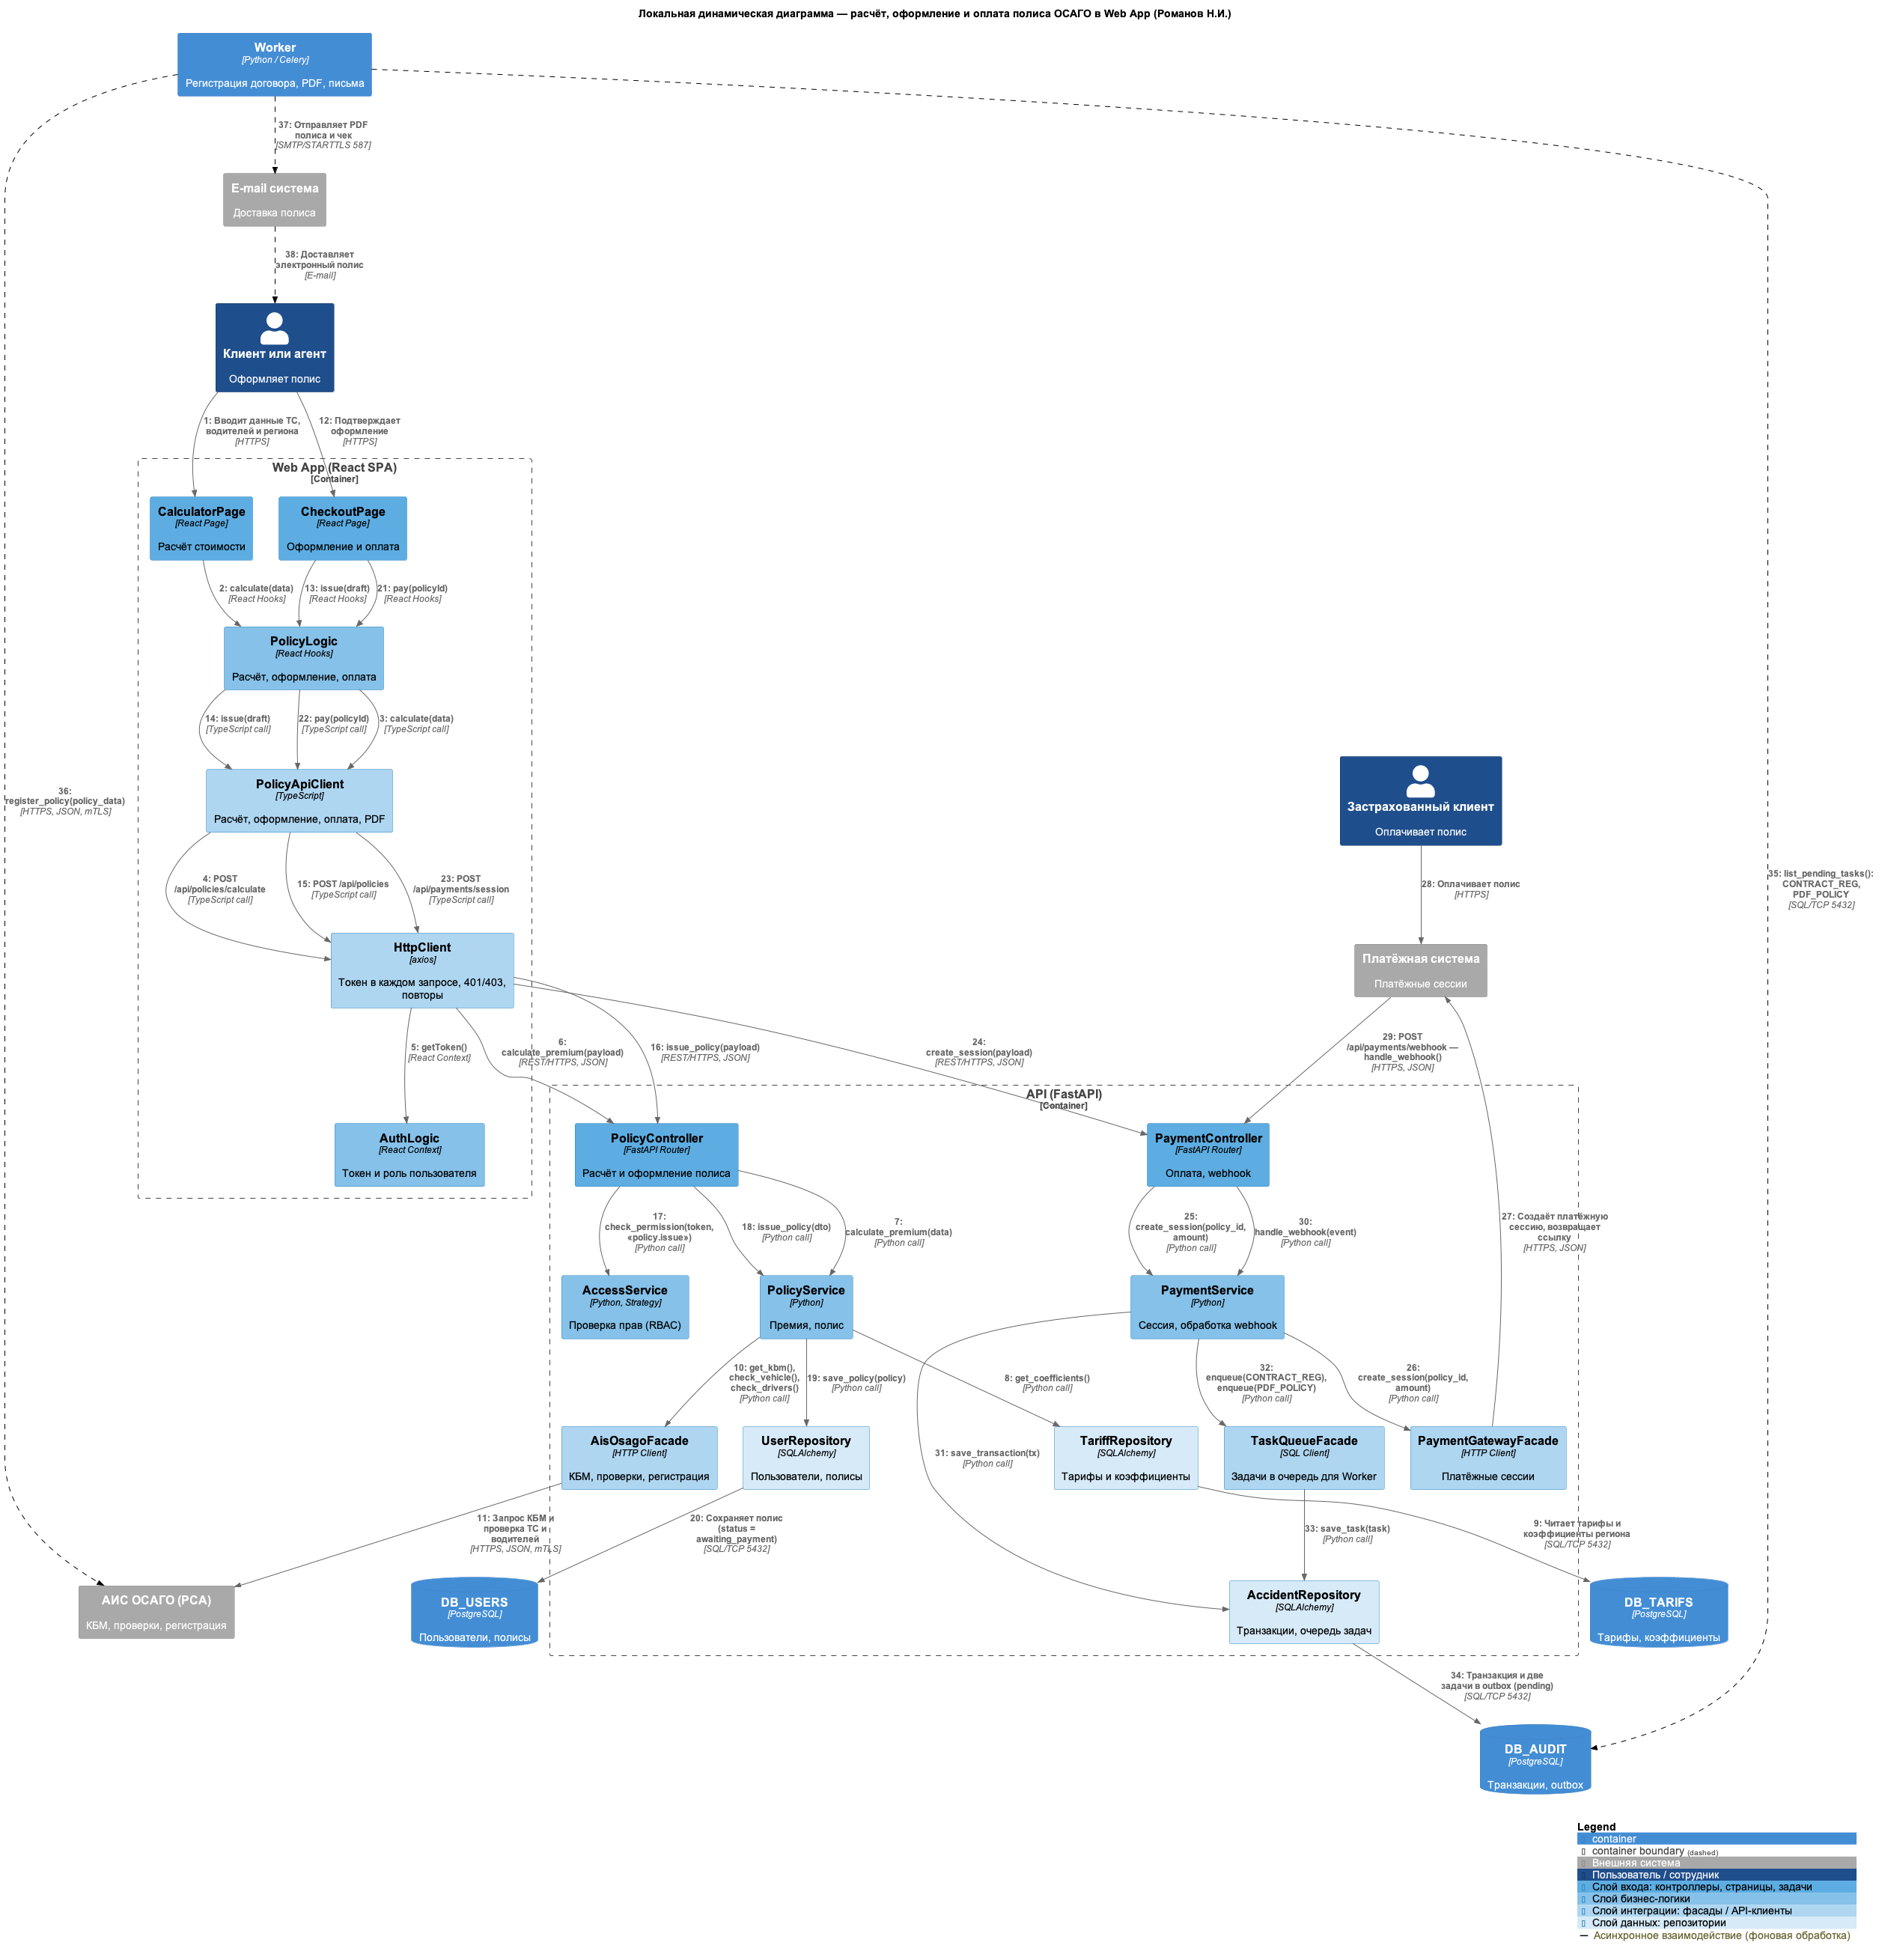 Локальная динамическая диаграмма — расчёт, оформление и оплата полиса ОСАГО в Web App (Романов Н.И.)
Worker
[Python / Celery]
Регистрация договора, PDF, письма
37: Отправляет PDF
полиса и чек
[SMTP/STARTTLS 587]
E-mail система
Доставка полиса
38: Доставляет
электронный полис
[E-mail]
Клиент или агент
Оформляет полис
1: Вводит данные ТС,
водителей и региона
[HTTPS]
12: Подтверждает
оформление
[HTTPS]
Web App (React SPA)
[Container]
CalculatorPage
[React Page]
Расчёт стоимости
CheckoutPage
[React Page]
Оформление и оплата
2: calculate(data)
[React Hooks]
13: issue(draft)
[React Hooks]
21: pay(policyId)
[React Hooks]
PolicyLogic
[React Hooks]
Расчёт, оформление, оплата
14: issue(draft)
[TypeScript call]
22: pay(policyId)
[TypeScript call]
3: calculate(data)
[TypeScript call]
PolicyApiClient
[TypeScript]
Расчёт, оформление, оплата, PDF
36:
register_policy(policy_data)
[HTTPS, JSON, mTLS]
Застрахованный клиент
Оплачивает полис
4: POST
/api/policies/calculate
[TypeScript call]
15: POST /api/policies
[TypeScript call]
23: POST
/api/payments/session
[TypeScript call]
28: Оплачивает полис
[HTTPS]
35: list_pending_tasks():
CONTRACT_REG,
PDF_POLICY
[SQL/TCP 5432]
HttpClient
[axios]
Токен в каждом запросе, 401/403,
повторы
Платёжная система
Платёжные сессии
5: getToken()
[React Context]
6:
calculate_premium(payload)
[REST/HTTPS, JSON]
16: issue_policy(payload)
[REST/HTTPS, JSON]
24:
create_session(payload)
[REST/HTTPS, JSON]
29: POST
/api/payments/webhook —
handle_webhook()
[HTTPS, JSON]
API (FastAPI)
[Container]
AuthLogic
[React Context]
Токен и роль пользователя
PolicyController
[FastAPI Router]
Расчёт и оформление полиса
PaymentController
[FastAPI Router]
Оплата, webhook
17:
check_permission(token,
«policy.issue»)
[Python call]
18: issue_policy(dto)
[Python call]
7:
calculate_premium(data)
[Python call]
25:
create_session(policy_id,
amount)
[Python call]
30:
handle_webhook(event)
[Python call]
27: Создаёт платёжную
сессию, возвращает
ссылку
[HTTPS, JSON]
AccessService
[Python, Strategy]
Проверка прав (RBAC)
PolicyService
[Python]
Премия, полис
PaymentService
[Python]
Сессия, обработка webhook
10: get_kbm(),
check_vehicle(),
check_drivers()
[Python call]
19: save_policy(policy)
[Python call]
8: get_coefficients()
[Python call]
32:
enqueue(CONTRACT_REG),
enqueue(PDF_POLICY)
[Python call]
26:
create_session(policy_id,
amount)
[Python call]
31: save_transaction(tx)
[Python call]
AisOsagoFacade
[HTTP Client]
КБМ, проверки, регистрация
UserRepository
[SQLAlchemy]
Пользователи, полисы
TariffRepository
[SQLAlchemy]
Тарифы и коэффициенты
TaskQueueFacade
[SQL Client]
Задачи в очередь для Worker
PaymentGatewayFacade
[HTTP Client]
Платёжные сессии
11: Запрос КБМ и
проверка ТС и
водителей
[HTTPS, JSON, mTLS]
20: Сохраняет полис
(status =
awaiting_payment)
[SQL/TCP 5432]
33: save_task(task)
[Python call]
9: Читает тарифы и
коэффициенты региона
[SQL/TCP 5432]
АИС ОСАГО (РСА)
КБМ, проверки, регистрация
DB_USERS
[PostgreSQL]
Пользователи, полисы
AccidentRepository
[SQLAlchemy]
Транзакции, очередь задач
DB_TARIFS
[PostgreSQL]
Тарифы, коэффициенты
34: Транзакция и две
задачи в outbox (pending)
[SQL/TCP 5432]
DB_AUDIT
[PostgreSQL]
Транзакции, outbox
Legend
container
container boundary (dashed)
Внешняя система
Пользователь / сотрудник
Слой входа: контроллеры, страницы, задачи
Слой бизнес-логики
Слой интеграции: фасады / API-клиенты
Слой данных: репозитории
Асинхронное взаимодействие (фоновая обработка)